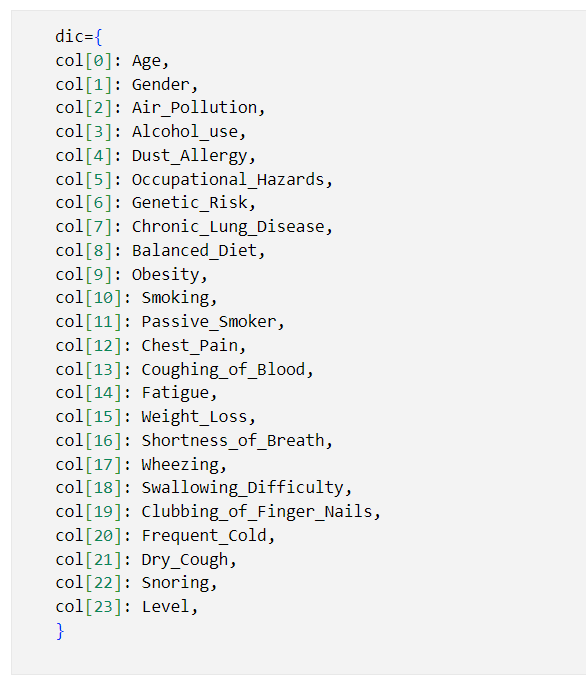 dic={
col[0]: Age,
col[1]: Gender,
col[2]: Air_Pollution,
col[3]: Alcohol_use,
col[4]: Dust_Allergy,
col[5]: Occupational_Hazards,
col[6]: Genetic_Risk,
col[7]: Chronic_Lung_Disease,
col[8]: Balanced_Diet,
col[9]: Obesity,
col[10]: Smoking,
col[11]: Passive_Smoker,
col[12]: Chest_Pain,
col[13]: Coughing_of_Blood,
col[14]: Fatigue,
col[15]: Weight_Loss,
col[16]: Shortness_of_Breath,
col[17]: Wheezing,
col[18]: Swallowing_Difficulty,
col[19]: Clubbing_of_Finger_Nails,
col[20]: Frequent_Cold,
col[21]: Dry_Cough,
col[22]: Snoring,
col[23]: Level,
}